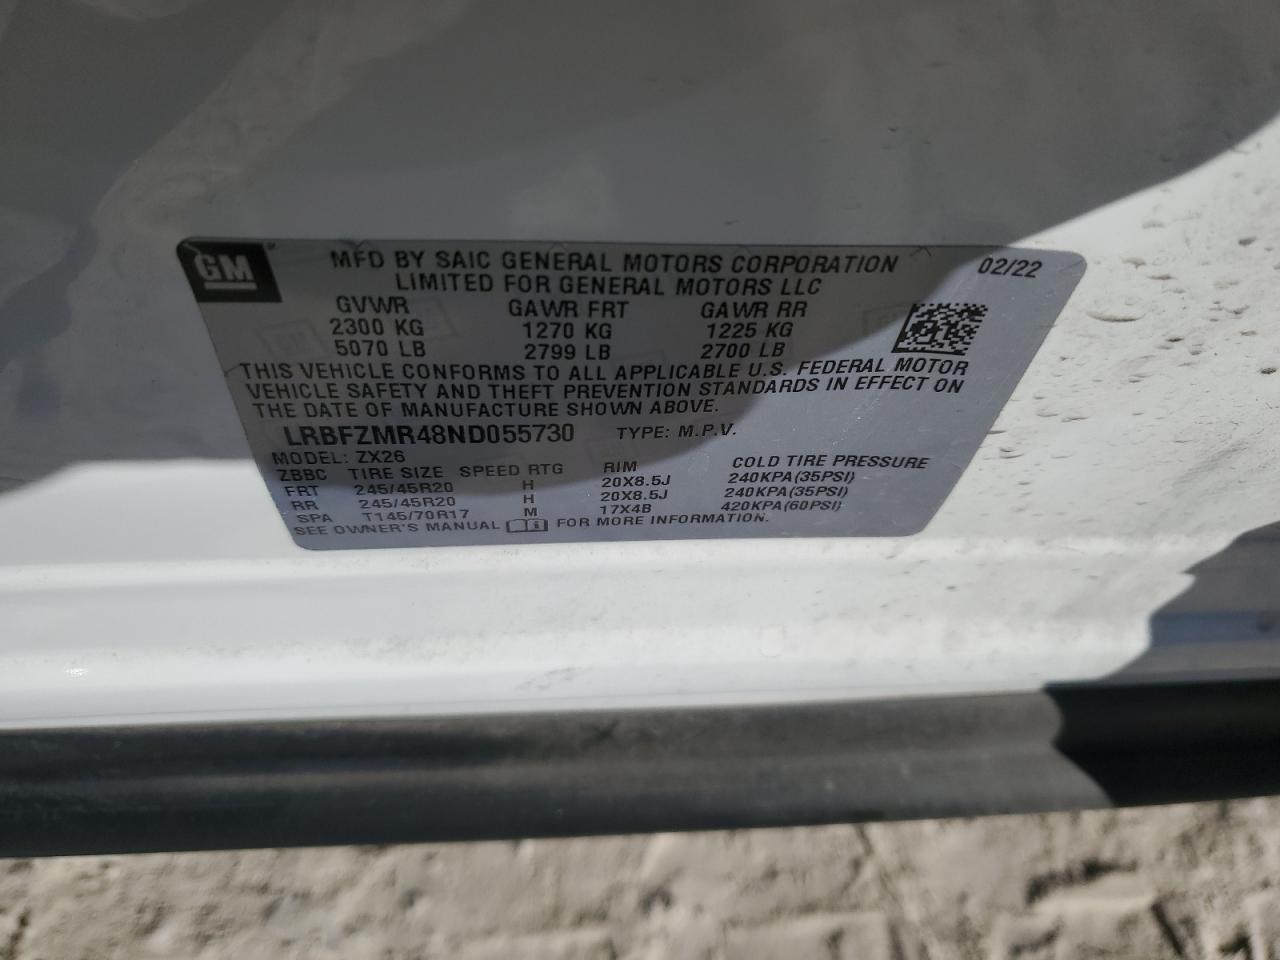 GM
MFD BY SAIC GENERAL MOTORS CORPORATION 02/22
LIMITED FOR GENERAL MOTORS LLC
GVWR GAWR FRT GAWR RR
2300 KG 1270 KG 1225 KG
5070 LB 2799 LB 2700 LB
THIS VEHICLE CONFORMS TO ALL APPLICABLE U.S. FEDERAL MOTOR
VEHICLE SAFETY AND THEFT PREVENTION STANDARDS IN EFFECT ON
THE DATE OF MANUFACTURE SHOWN ABOVE.
LRBFZMR48ND055730 TYPE: M.P.V.
MODEL: ZX26
ZBBC TIRE SIZE SPEED RTG RIM COLD TIRE PRESSURE
FRT 245/45R20 H 20X8.5J 240KPA(35PSI)
RR 245/45R20 H 20X8.5J 240KPA(35PSI)
SPA T145/70R17 M 17X4B 420KPA(60PSI)
SEE OWNER'S MANUAL FOR MORE INFORMATION.